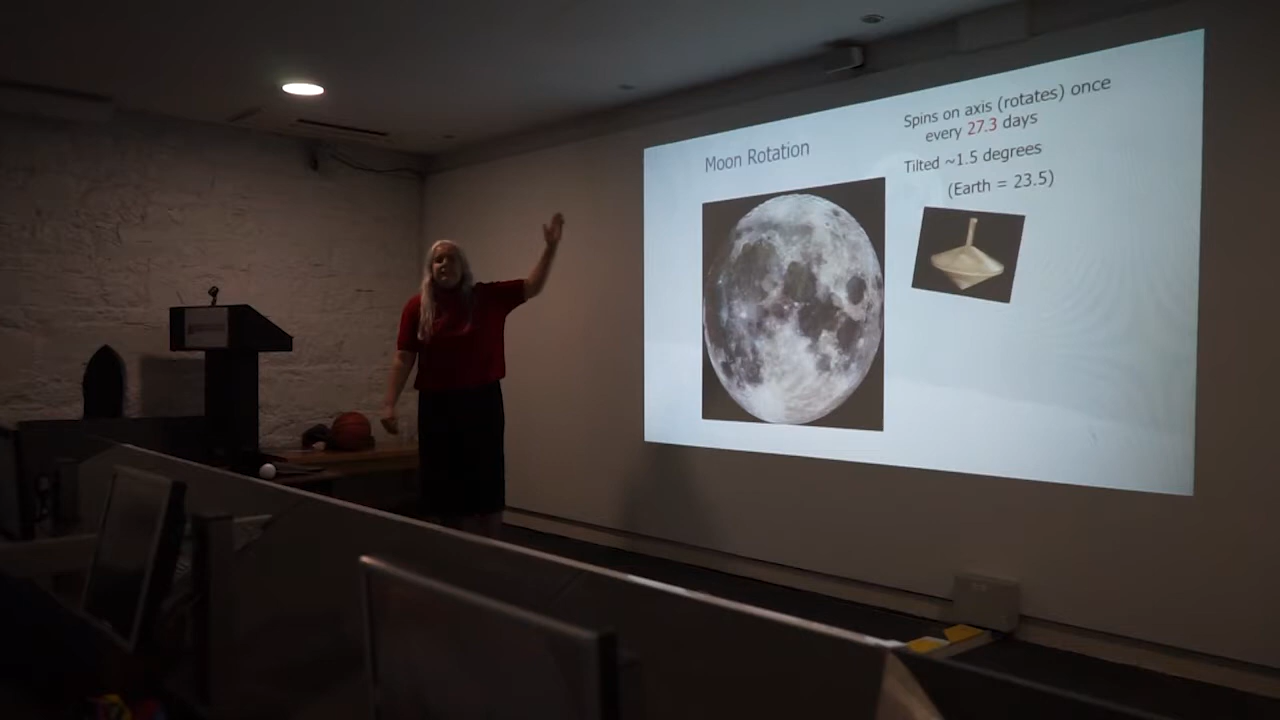 Moon Rotation
Spins on axis (rotates) once
every 27.3 days
Tilted ~1.5 degrees
(Earth = 23.5)